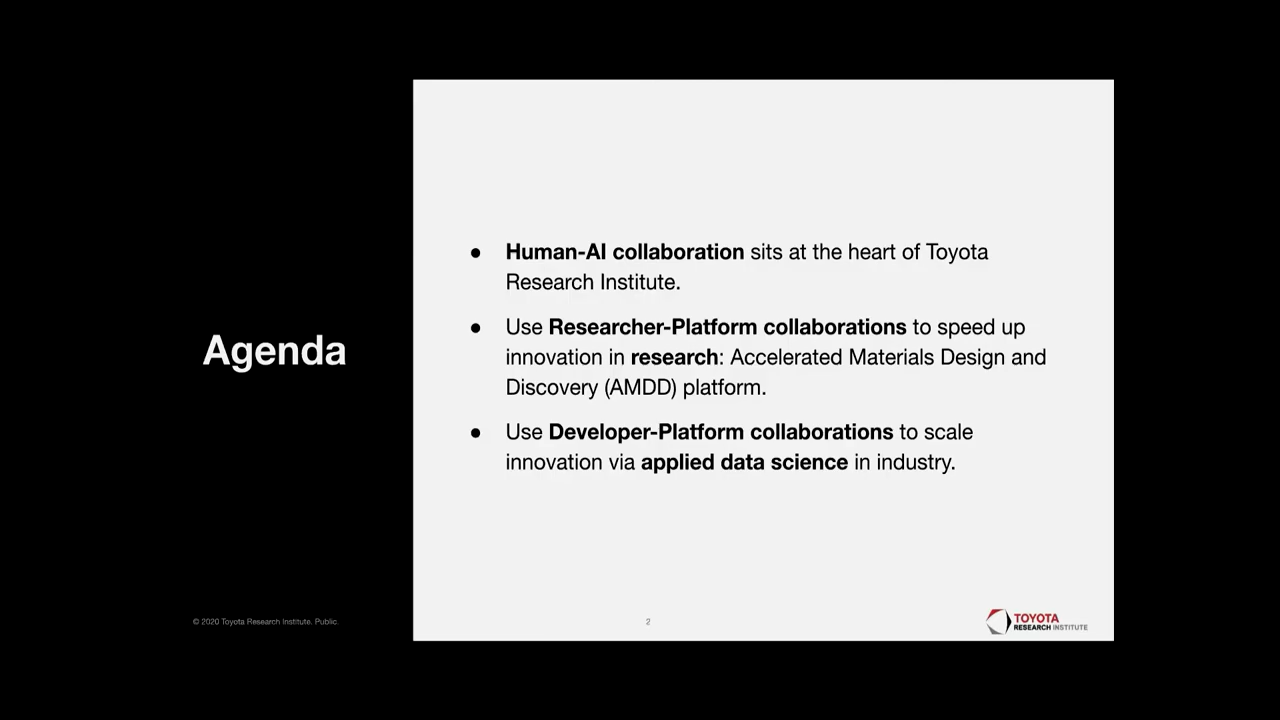 Agenda
● Human-AI collaboration sits at the heart of Toyota
Research Institute.
● Use Researcher-Platform collaborations to speed up
innovation in research: Accelerated Materials Design and
Discovery (AMDD) platform.
● Use Developer-Platform collaborations to scale
innovation via applied data science in industry.
© 2020 Toyota Research Institute. Public.
2
TOYOTA
RESEARCH INSTITUTE